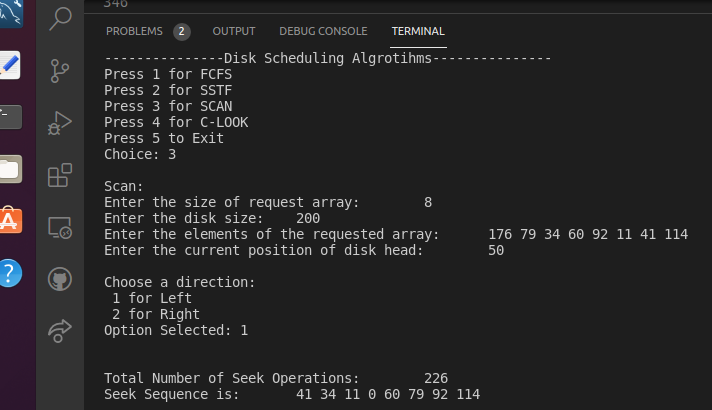 346
PROBLEMS 2 OUTPUT DEBUG CONSOLE TERMINAL
---------------Disk Scheduling Algrotihms---------------
Press 1 for FCFS
Press 2 for SSTF
Press 3 for SCAN
Press 4 for C-LOOK
Press 5 to Exit
Choice: 3
Scan:
Enter the size of request array: 8
Enter the disk size: 200
Enter the elements of the requested array: 176 79 34 60 92 11 41 114
Enter the current position of disk head: 50
Choose a direction:
1 for Left
2 for Right
Option Selected: 1
Total Number of Seek Operations: 226
Seek Sequence is: 41 34 11 0 60 79 92 114